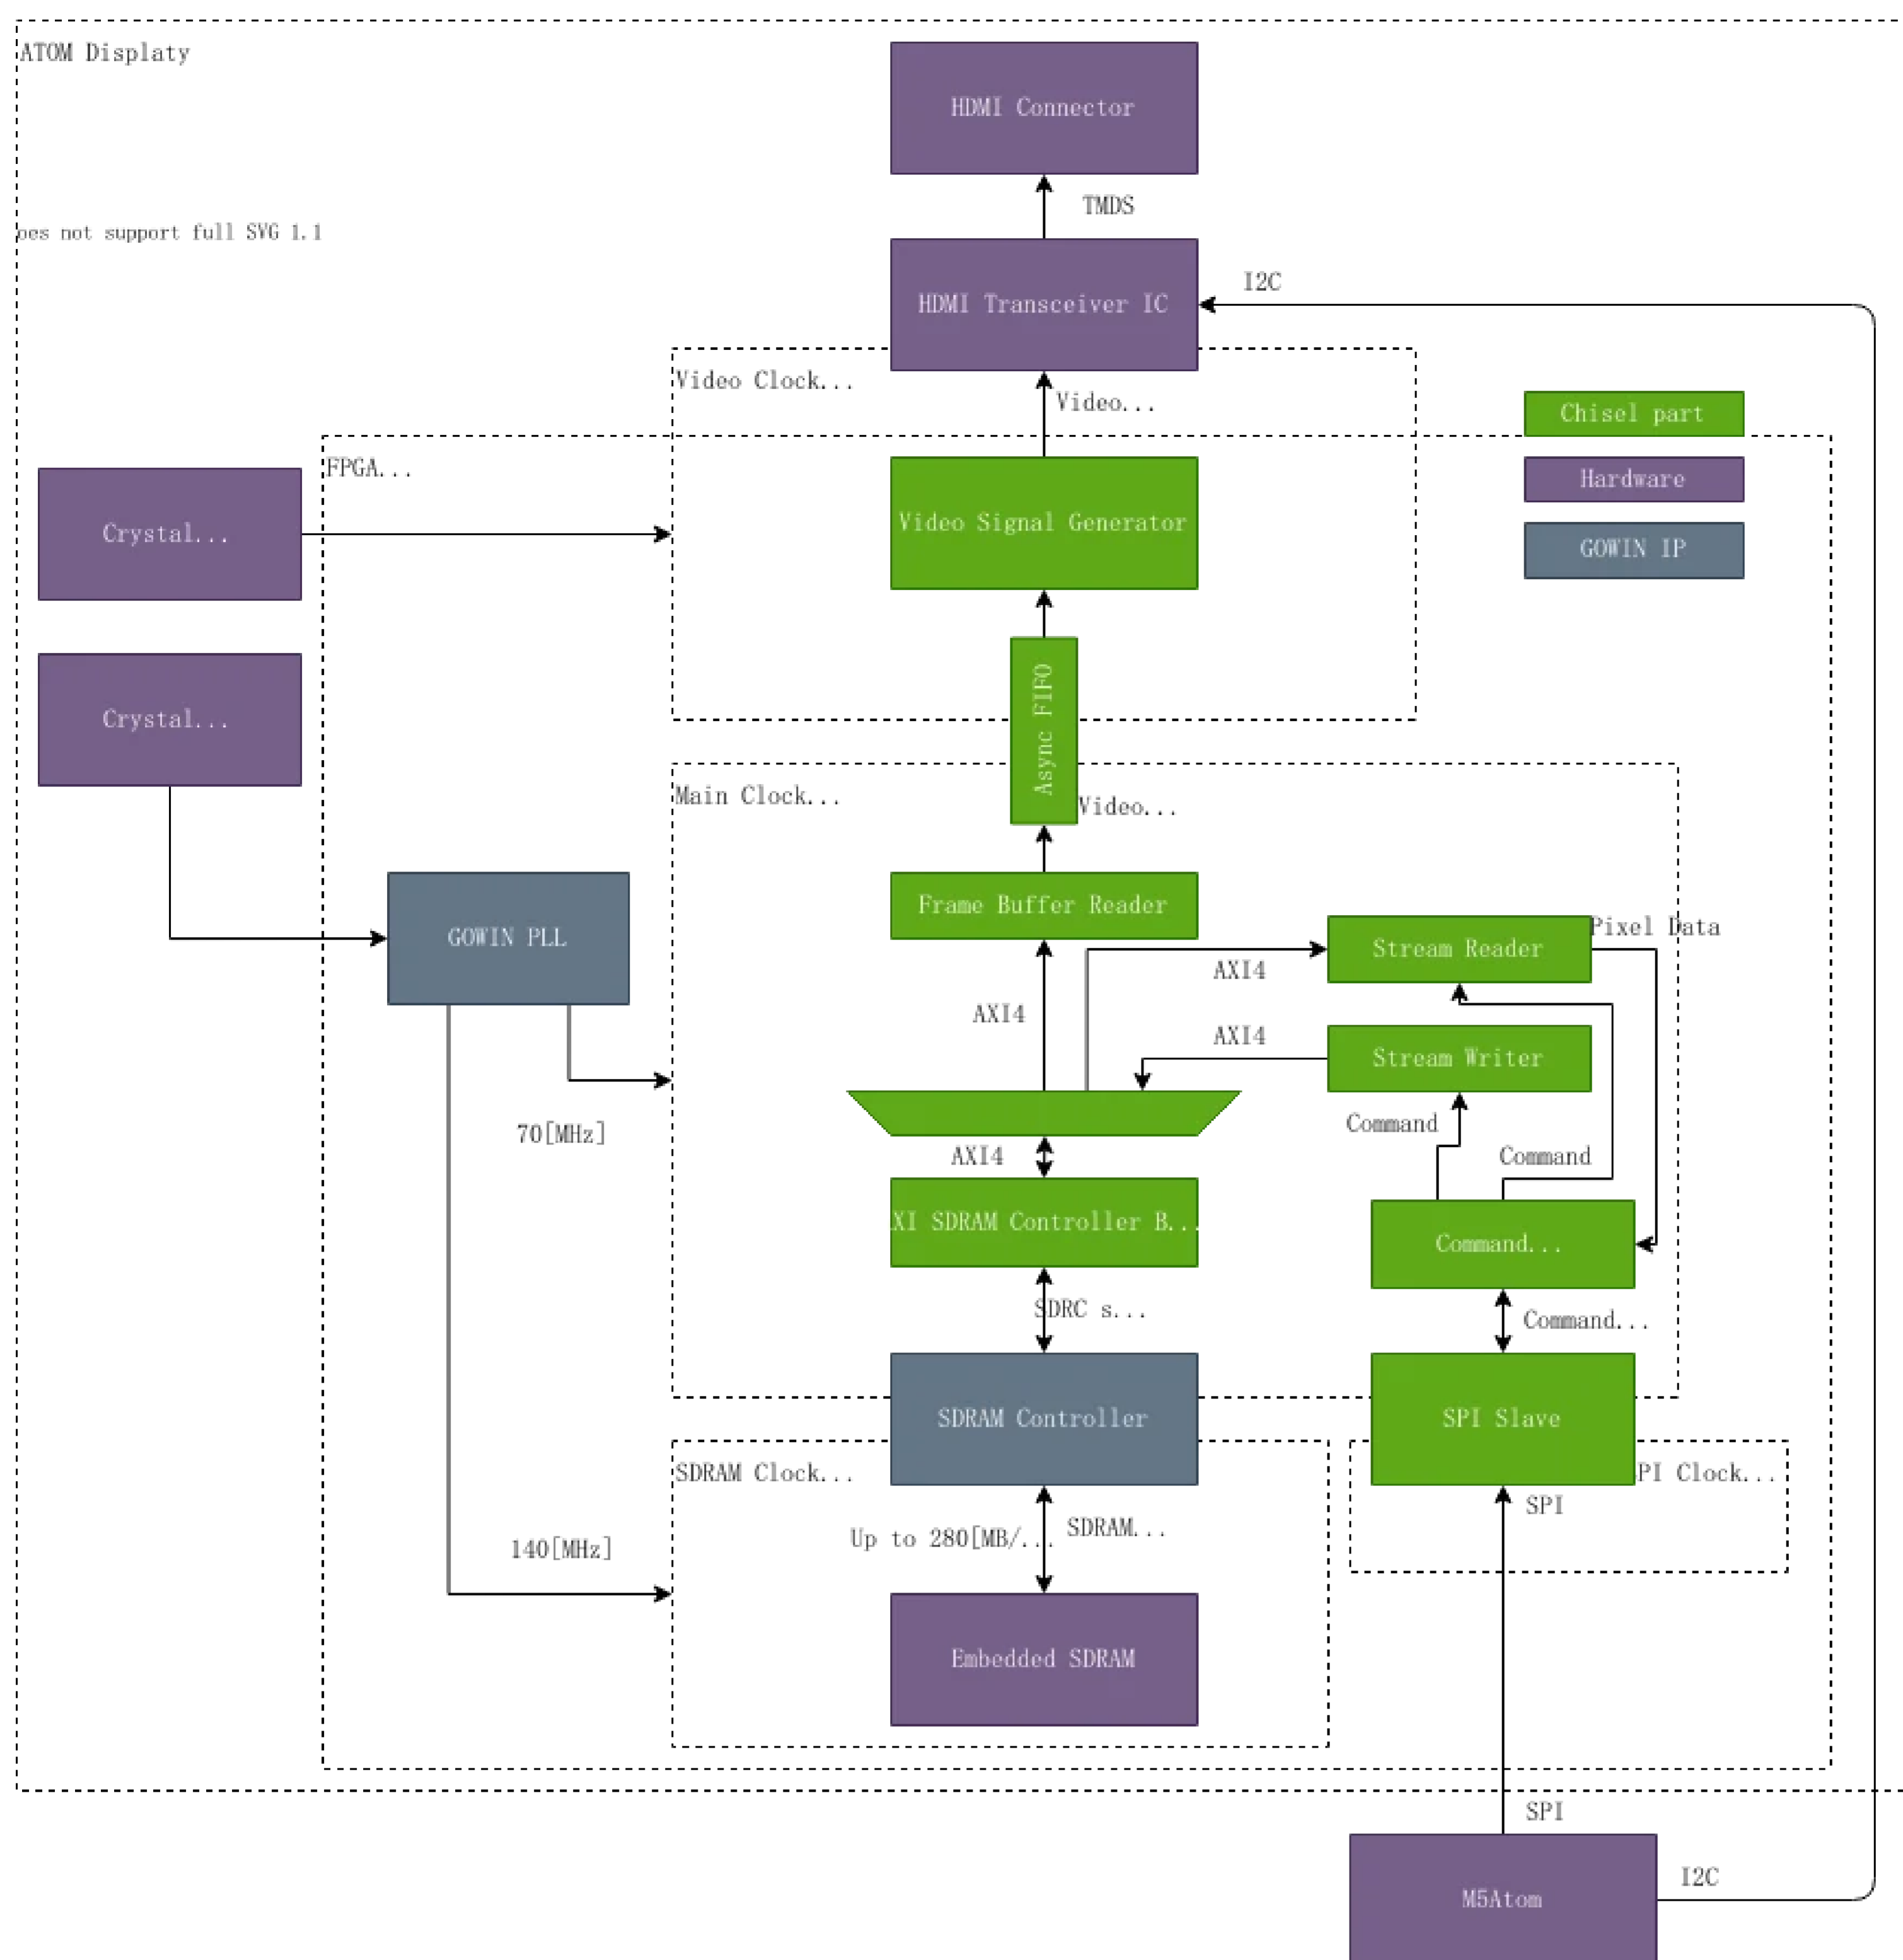 ATOM Displaty
HDMI Connector
TMDS
oes not support full SVG 1.1
I2C
HDMI Transceiver IC
Video Clock...
Video...
Chisel part
FPGA...
Hardware
Crystal...
Video Signal Generator
GOWIN IP
Async FIFO
Crystal...
Main Clock...
Video...
Frame Buffer Reader
Pixel Data
GOWIN PLL
Stream Reader
AXI4
AXI4
AXI4
Stream Writer
70[MHz]
Command
AXI4
Command
XI SDRAM Controller B...
Command...
SDRC s...
Command...
SDRAM Controller
SPI Slave
SDRAM Clock...
PI Clock...
SPI
140[MHz]
Up to 280[MB/...
SDRAM...
Embedded SDRAM
SPI
I2C
M5Atom